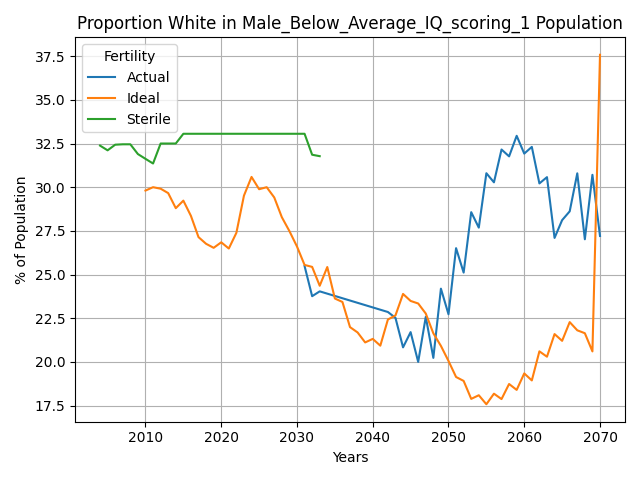 Proportion White in Male_Below_Average_IQ_scoring_1 Population
Fertility
Actual
Ideal
Sterile
% of Population
37.5
35.0
32.5
30.0
27.5
25.0
22.5
20.0
17.5
2010
2020
2030
2040
2050
2060
2070
Years